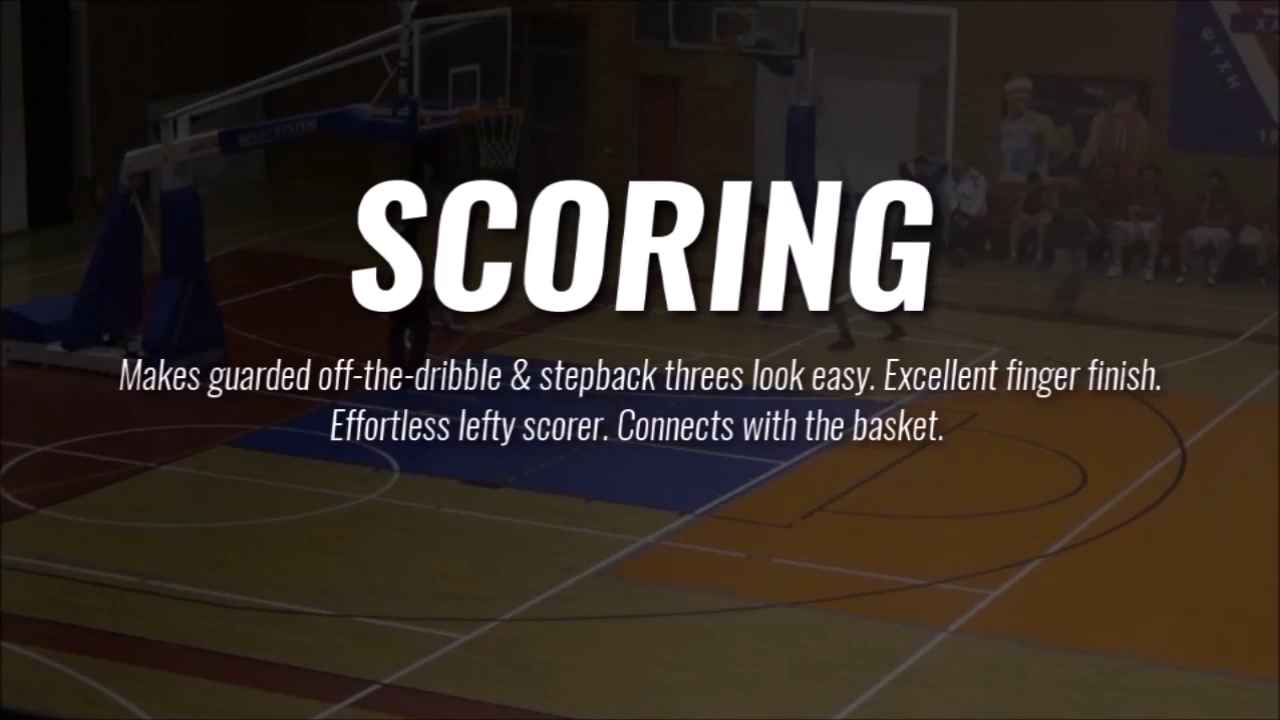 SCORING
Makes guarded off-the-dribble & stepback threes look easy. Excellent finger finish.
Effortless lefty scorer. Connects with the basket.
11